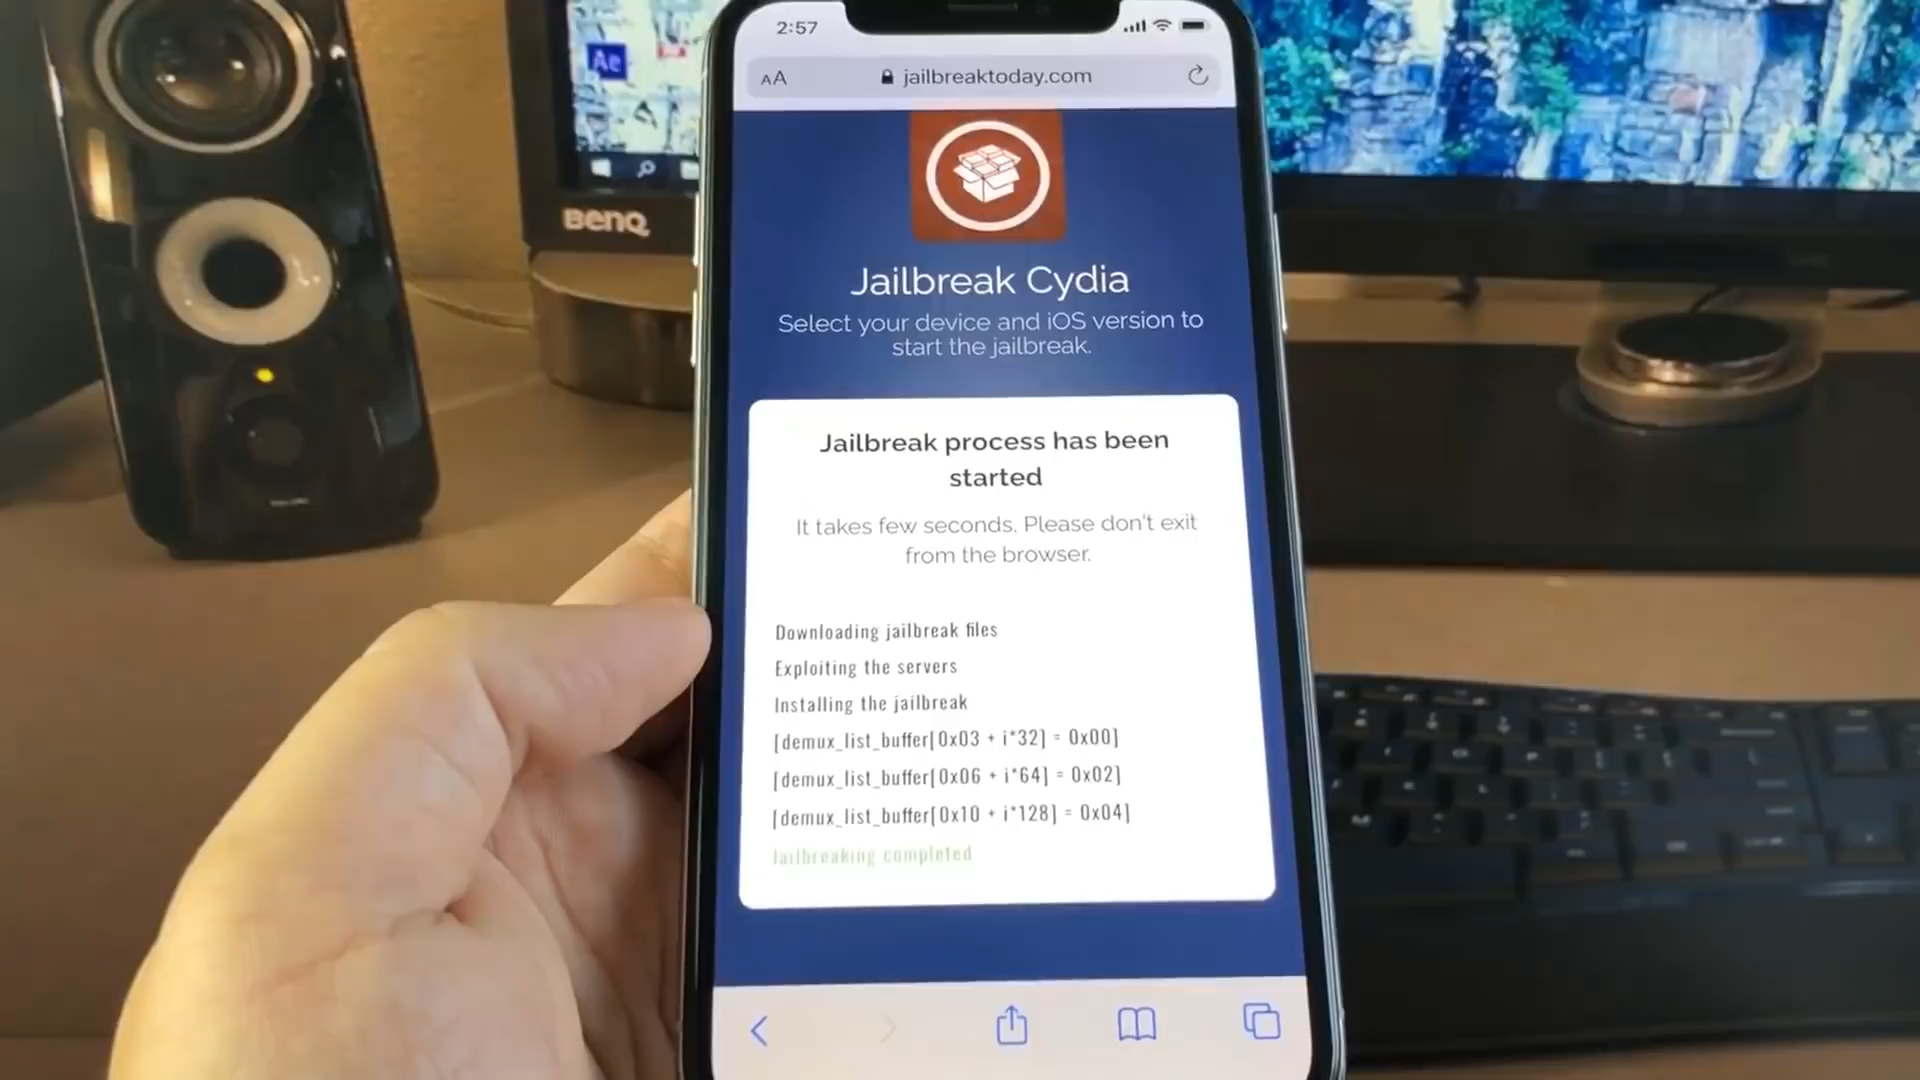 2:57
AA jailbreaktoday.com
Ae
BenQ
Jailbreak Cydia
Select your device and iOS version to
start the jailbreak.
Jailbreak process has been
started
It takes few seconds. Please don't exit
from the browser.
Downloading jailbreak files
Exploiting the servers
Installing the jailbreak
[demux_list_buffer[0x03 + i*32] = 0x00]
[demux_list_buffer[0x06 + i*64] = 0x02]
[demux_list_buffer[0x10 + i*128] = 0x04]
Jailbreaking completed